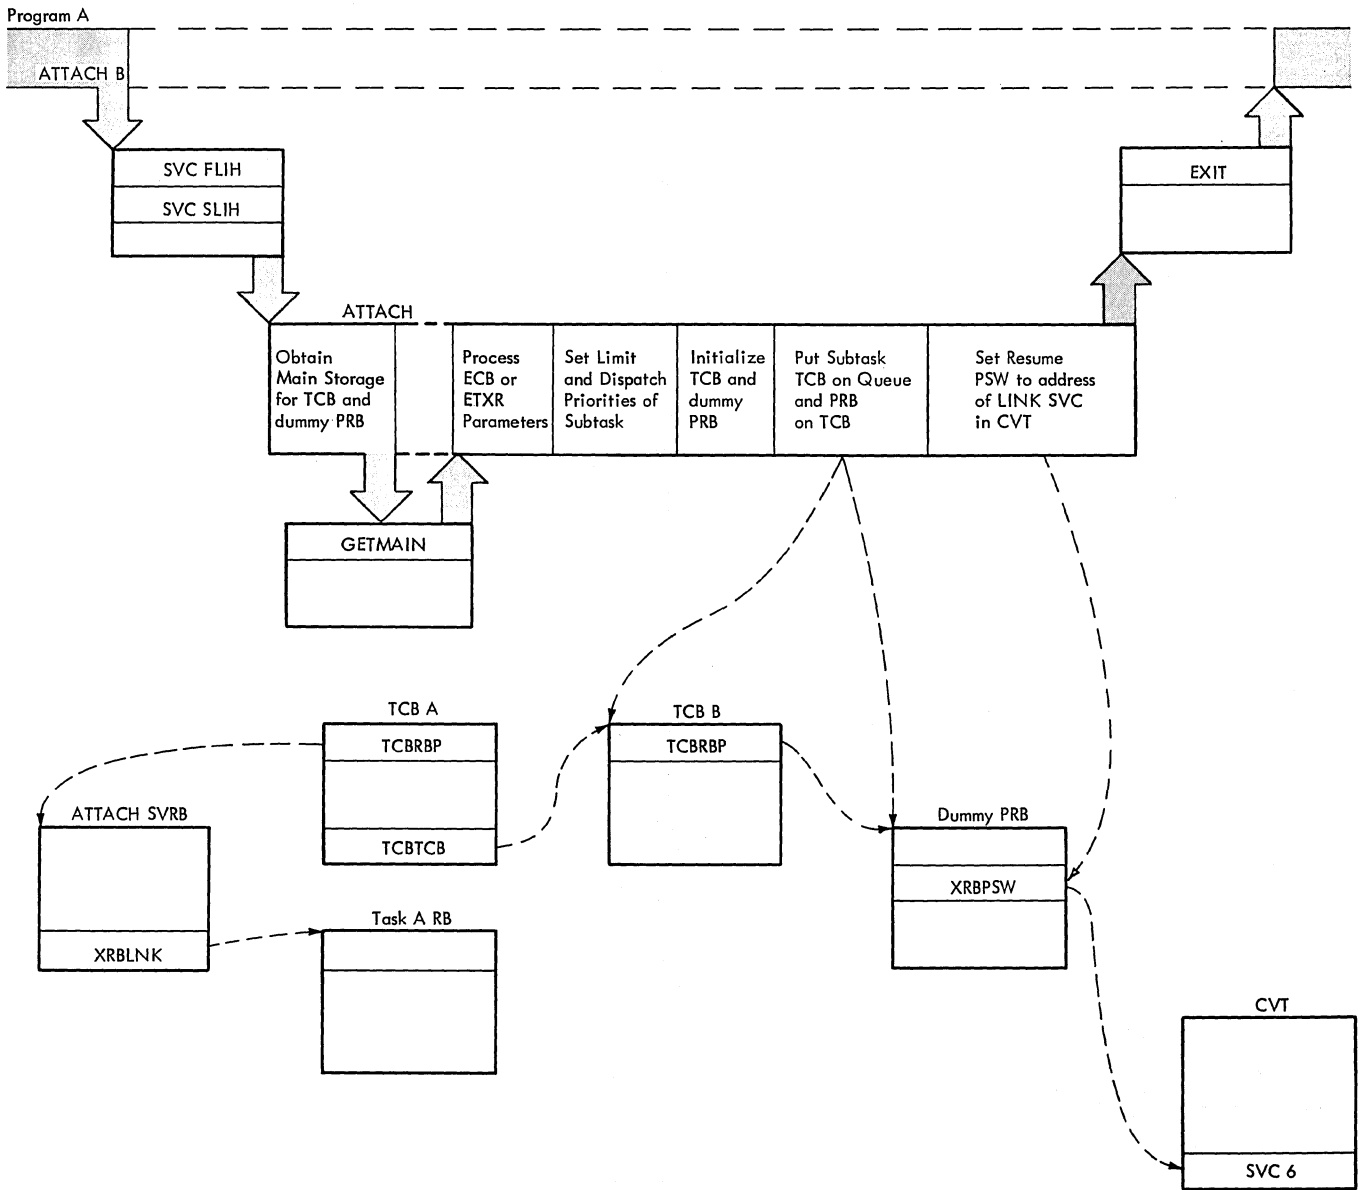 Program A
ATTACH B
SVC FLIH
SVC SLIH
EXIT
ATTACH
Obtain
Main Storage
for TCB and
dummy PRB
Process
ECB or
ETXR
Parameters
Set Limit
and Dispatch
Priorities of
Subtask
Initialize
TCB and
dummy
PRB
Put Subtask
TCB on Queue
and PRB
on TCB
Set Resume
PSW to address
of LINK SVC
in CVT
GETMAIN
TCB A
TCBRBP
TCBTCB
TCB B
TCBRBP
ATTACH SVRB
XRBLNK
Task A RB
Dummy PRB
XRBPSW
CVT
SVC 6